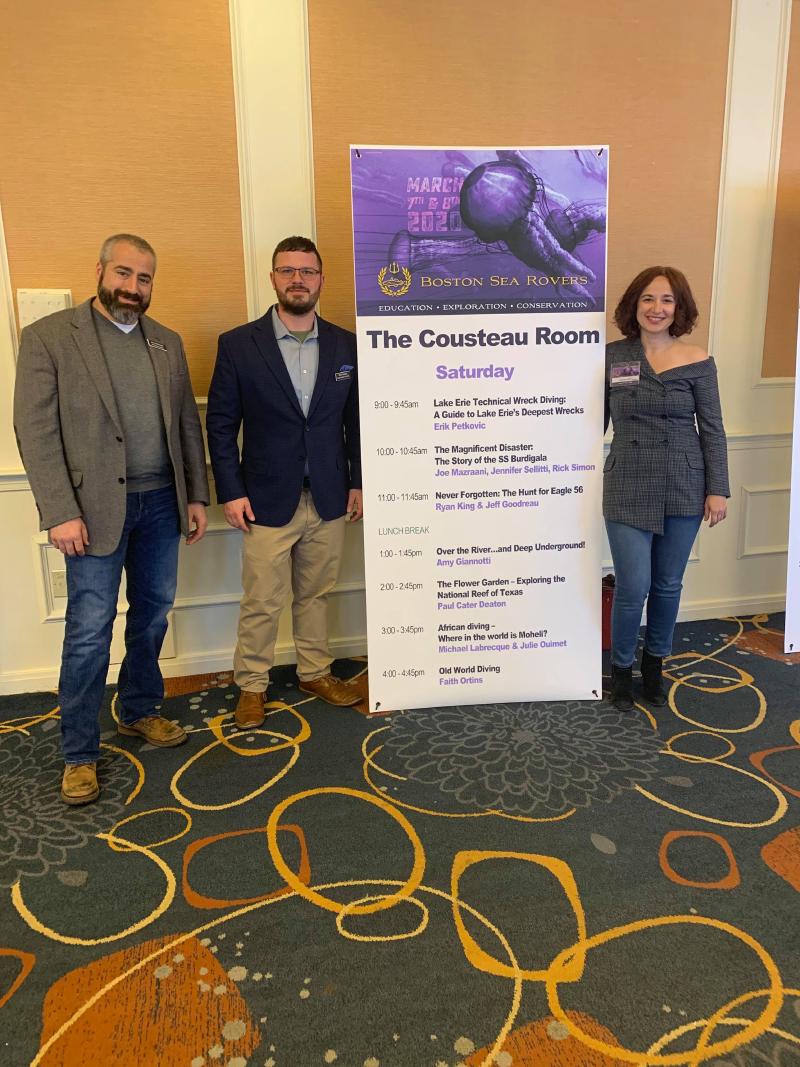 MARCH
7TH & 8TH
2020
BOSTON SEA ROVERS
EDUCATION • EXPLORATION • CONSERVATION
The Cousteau Room
Saturday
9:00 - 9:45am Lake Erie Technical Wreck Diving:
A Guide to Lake Erie's Deepest Wrecks
Erik Petkovic
10:00 - 10:45am The Magnificent Disaster:
The Story of the SS Burdigala
Joe Mazraani, Jennifer Sellitti, Rick Simon
11:00 - 11:45am Never Forgotten: The Hunt for Eagle 56
Ryan King & Jeff Goodreau
LUNCH BREAK
1:00 - 1:45pm Over the River...and Deep Underground!
Amy Giannotti
2:00 - 2:45pm The Flower Garden – Exploring the
National Reef of Texas
Paul Cater Deaton
3:00 - 3:45pm African diving –
Where in the world is Moheli?
Michael Labrecque & Julie Ouimet
4:00 - 4:45pm Old World Diving
Faith Ortins